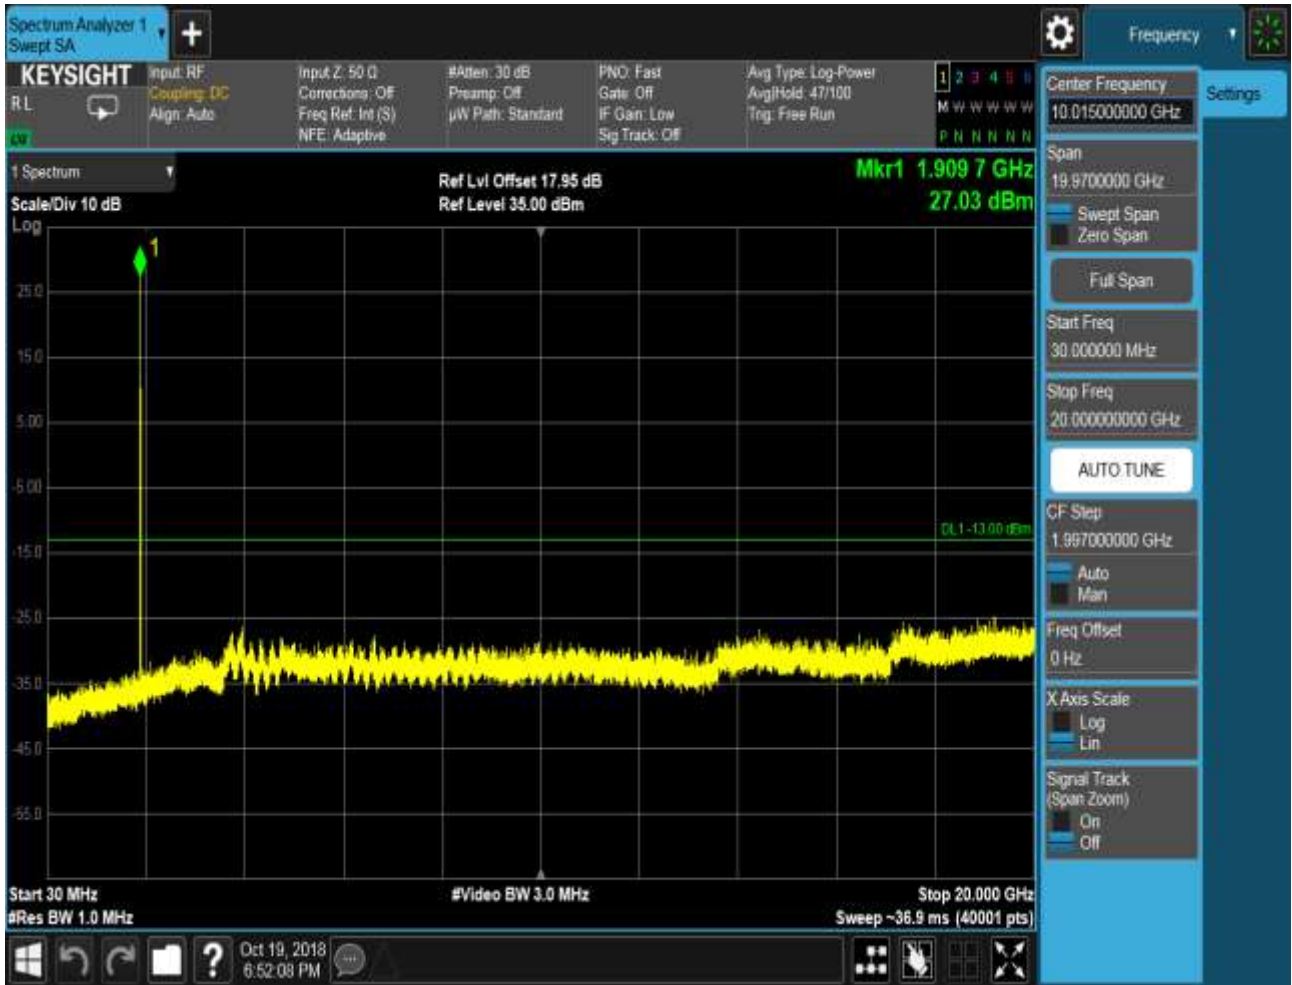 Spectrum Analyzer 1
Swept SA
Frequency
KEYSIGHT
RL
Input: RF
Coupling: DC
Align: Auto
Input Z: 50 Ω
Corrections: Off
Freq Ref: Int (S)
NFE: Adaptive
#Atten: 30 dB
Preamp: Off
µW Path: Standard
PNO: Fast
Gate: Off
IF Gain: Low
Sig Track: Off
Avg Type: Log-Power
Avg|Hold: 47/100
Trig: Free Run
1 2 3 4 5 6
M W W W W W
P N N N N N
1 Spectrum
Scale/Div 10 dB
Log
Ref Lvl Offset 17.95 dB
Ref Level 35.00 dBm
Mkr1 1.909 7 GHz
27.03 dBm
1
25.0
15.0
5.00
-5.00
-15.0
-25.0
-35.0
-45.0
-55.0
DL1 -13.00 dBm
Start 30 MHz
#Res BW 1.0 MHz
#Video BW 3.0 MHz
Stop 20.000 GHz
Sweep ~36.9 ms (40001 pts)
Center Frequency
10.015000000 GHz
Settings
Span
19.9700000 GHz
Swept Span
Zero Span
Full Span
Start Freq
30.000000 MHz
Stop Freq
20.000000000 GHz
AUTO TUNE
CF Step
1.997000000 GHz
Auto
Man
Freq Offset
0 Hz
X Axis Scale
Log
Lin
Signal Track
(Span Zoom)
On
Off
?
Oct 19, 2018
6:52:08 PM